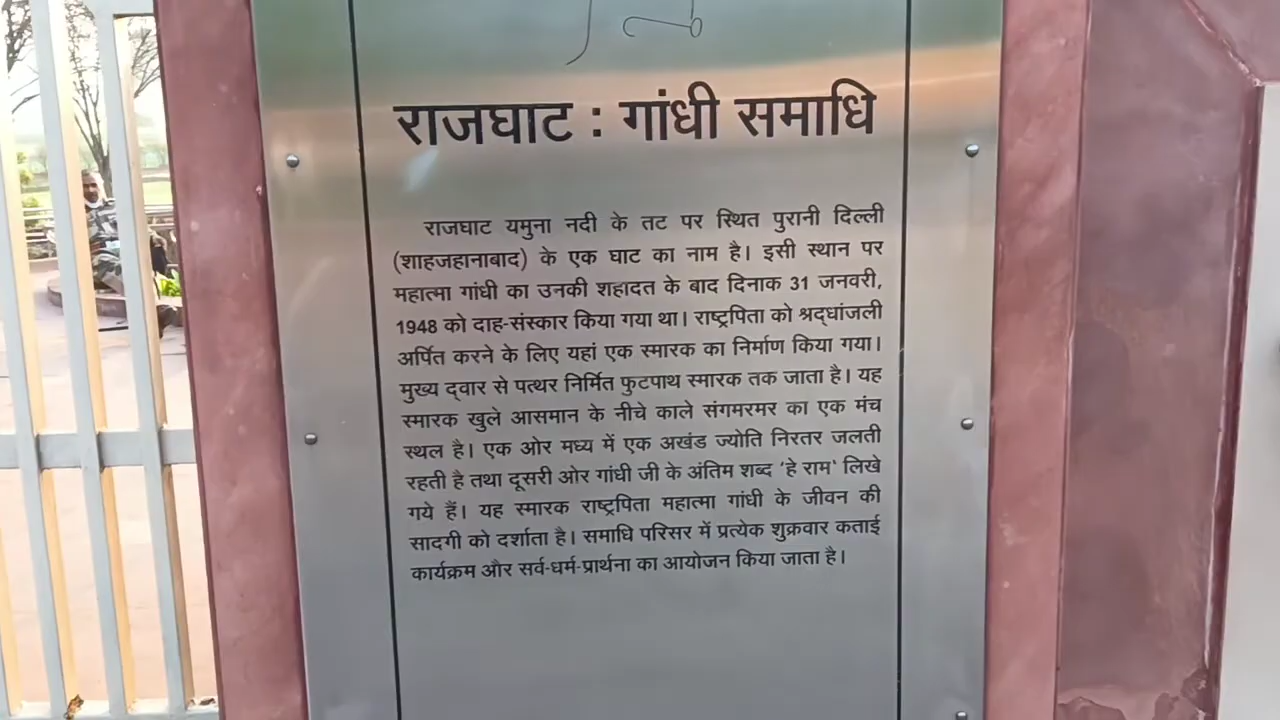 राजघाट : गांधी समाधि
राजघाट यमुना नदी के तट पर स्थित पुरानी दिल्ली
(शाहजहानाबाद) के एक घाट का नाम है। इसी स्थान पर
महात्मा गांधी का उनकी शहादत के बाद दिनाक 31 जनवरी,
1948 को दाह-संस्कार किया गया था। राष्ट्रपिता को श्रद्घांजली
अर्पित करने के लिए यहां एक स्मारक का निर्माण किया गया।
मुख्य द्वार से पत्थर निर्मित फुटपाथ स्मारक तक जाता है। यह
स्मारक खुले आसमान के नीचे काले संगमरमर का एक मंच
स्थल है। एक ओर मध्य में एक अखंड ज्योति निरतर जलती
रहती है तथा दूसरी ओर गांधी जी के अंतिम शब्द 'हे राम' लिखे
गये हैं। यह स्मारक राष्ट्रपिता महात्मा गांधी के जीवन की
सादगी को दर्शाता है। समाधि परिसर में प्रत्येक शुक्रवार कताई
कार्यक्रम और सर्व-धर्म-प्रार्थना का आयोजन किया जाता है।